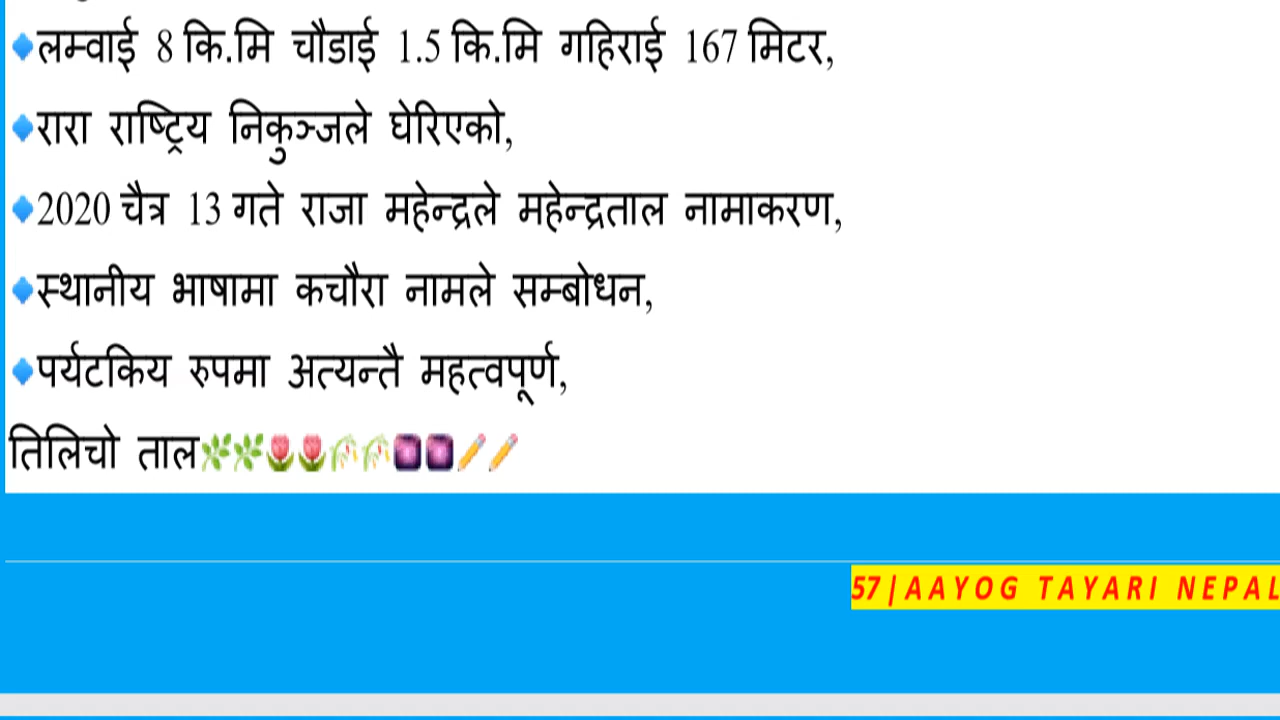 🔹लम्वाई 8 कि.मि चौडाई 1.5 कि.मि गहिराई 167 मिटर,
🔹रारा राष्ट्रिय निकुञ्जले घेरिएको,
🔹2020 चैत्र 13 गते राजा महेन्द्रले महेन्द्रताल नामाकरण,
🔹स्थानीय भाषामा कचौरा नामले सम्बोधन,
🔹पर्यटकिय रुपमा अत्यन्तै महत्वपूर्ण,
तिलिचो ताल
57|AAYOG TAYARI NEPAL